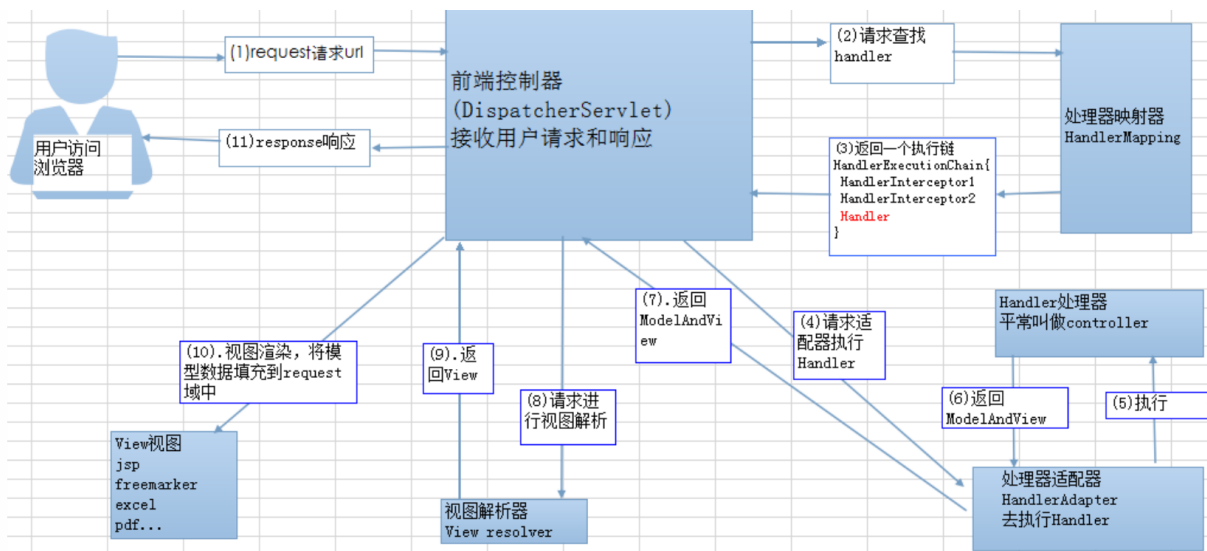 (1)request请求url
(2)请求查找
handler
前端控制器
(DispatcherServlet)
接收用户请求和响应
处理器映射器
HandlerMapping
用户访问
浏览器
(11)response响应
(3)返回一个执行链
HandlerExecutionChain{
HandlerInterceptor1
HandlerInterceptor2
Handler
}
(7).返回
ModelAndVi
ew
(4)请求适
配器执行
Handler
Handler处理器
平常叫做controller
(10).视图渲染，将模
型数据填充到request
域中
(9).返
回View
(8)请求进
行视图解析
(6)返回
ModelAndView
(5)执行
View视图
jsp
freemarker
excel
pdf...
视图解析器
View resolver
处理器适配器
HandlerAdapter
去执行Handler